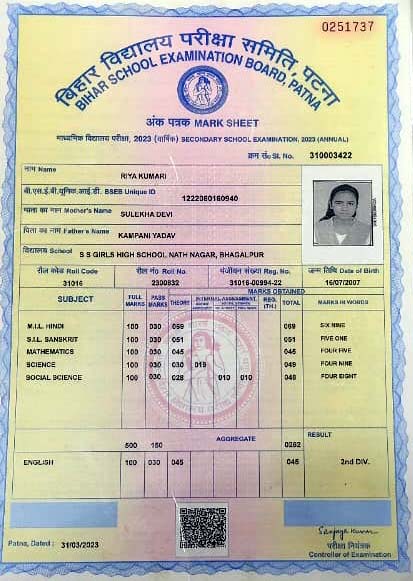 0251737
बिहार विद्यालय परीक्षा समिति, पटना
BIHAR SCHOOL EXAMINATION BOARD, PATNA
अंक पत्रक MARK SHEET
माध्यमिक विद्यालय परीक्षा, 2023 (वार्षिक) SECONDARY SCHOOL EXAMINATION, 2023 (ANNUAL)
क्रम सं० Sl. No. 310003422
नाम Name RIYA KUMARI
बी.एस.ई.बी.यूनिक.आई.डी. BSEB Unique ID 1222060160940
माता का नाम Mother's Name SULEKHA DEVI
पिता का नाम Father's Name KAMPANI YADAV
विद्यालय School S S GIRLS HIGH SCHOOL NATH NAGAR, BHAGALPUR
रौल कोड Roll Code रौल नं० Roll No. पंजीयन संख्या Reg. No. जन्म तिथि Date of Birth
31016 2300832 31016-00994-22 16/07/2007
MARKS OBTAINED
SUBJECT FULL MARKS PASS MARKS THEORY INTERNAL ASSESSMENT REG. (TH.) TOTAL MARKS IN WORDS
M.I.L. HINDI 100 030 069 069 SIX NINE
S.I.L. SANSKRIT 100 030 051 051 FIVE ONE
MATHEMATICS 100 030 045 045 FOUR FIVE
SCIENCE 100 030 030 019 049 FOUR NINE
SOCIAL SCIENCE 100 030 028 010 010 048 FOUR EIGHT
AGGREGATE RESULT
500 150 0262
ENGLISH 100 030 045 045 2nd DIV.
Patna, Dated : 31/03/2023
Sanjay Kumar
परीक्षा नियंत्रक
Controller of Examination